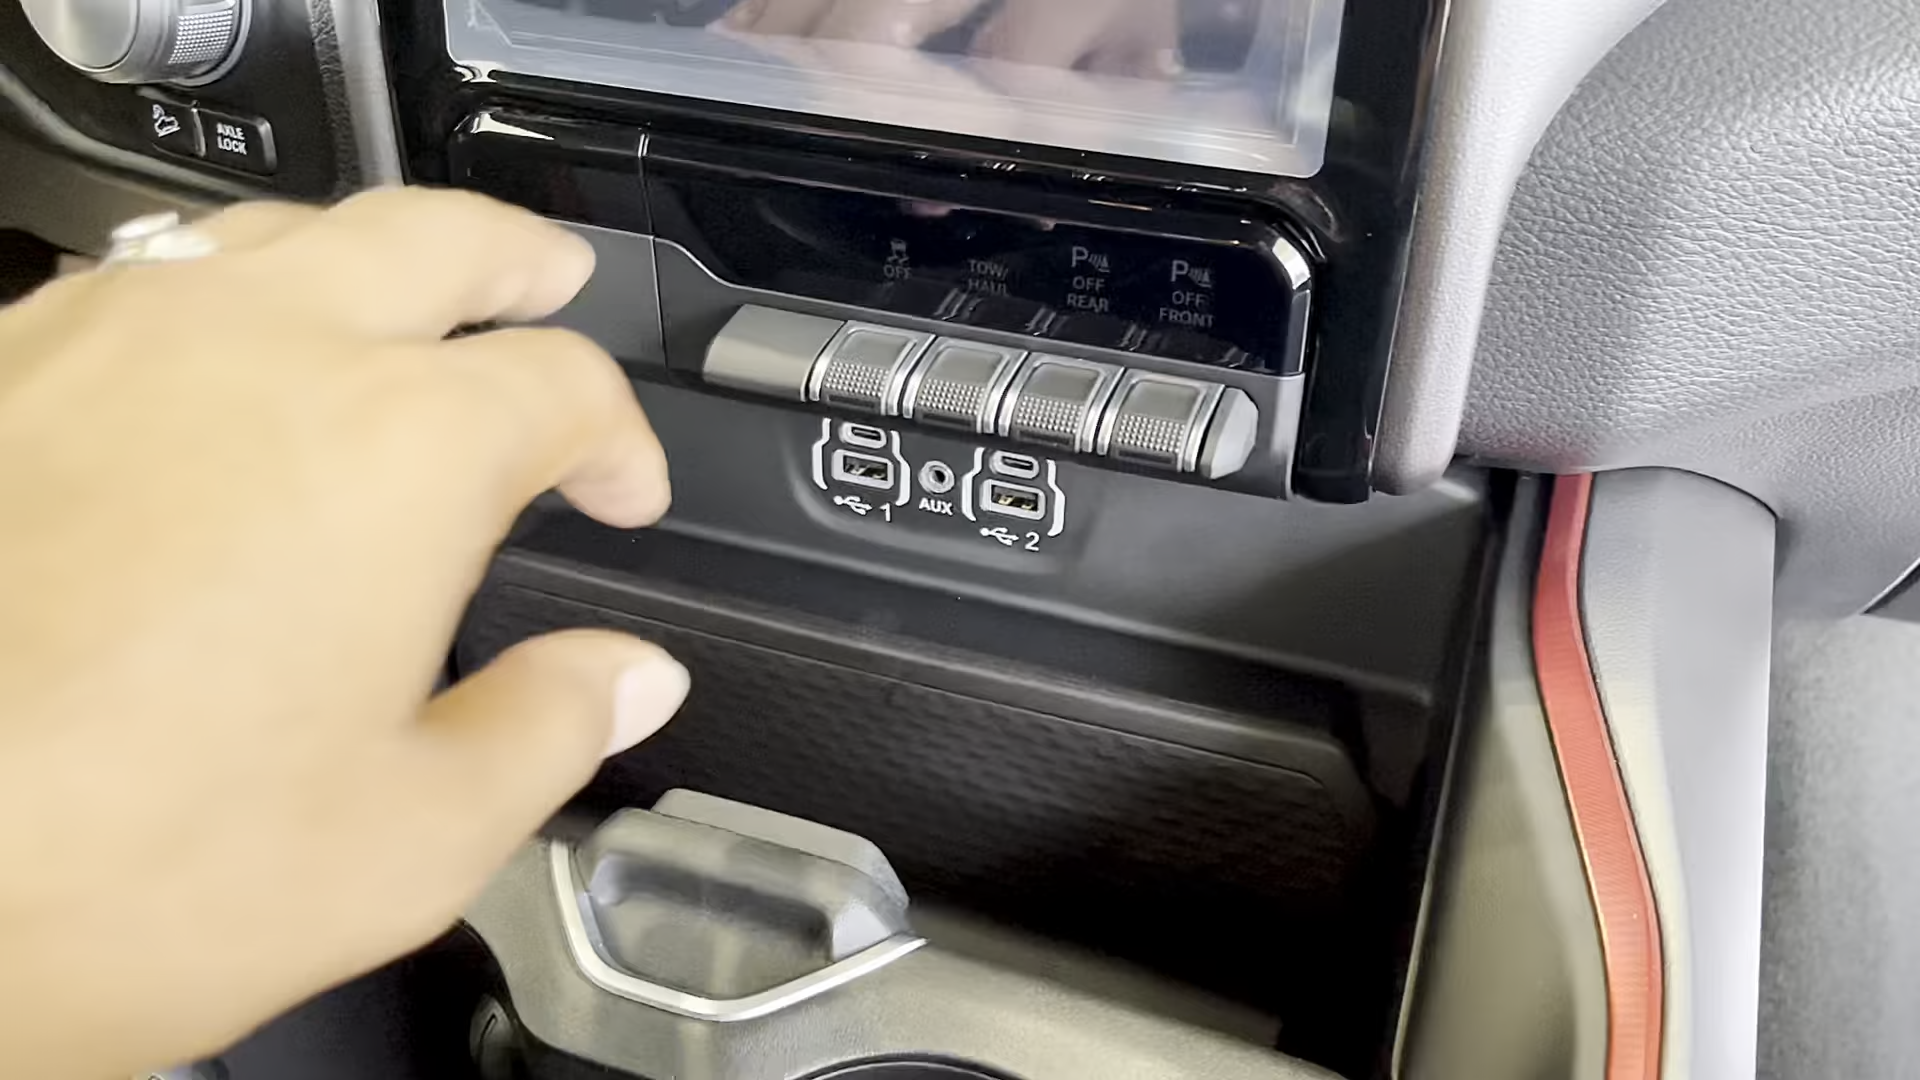 AXLE
LOCK
OFF
TOW/
HAUL
P
OFF
REAR
P
OFF
FRONT
1
AUX
2